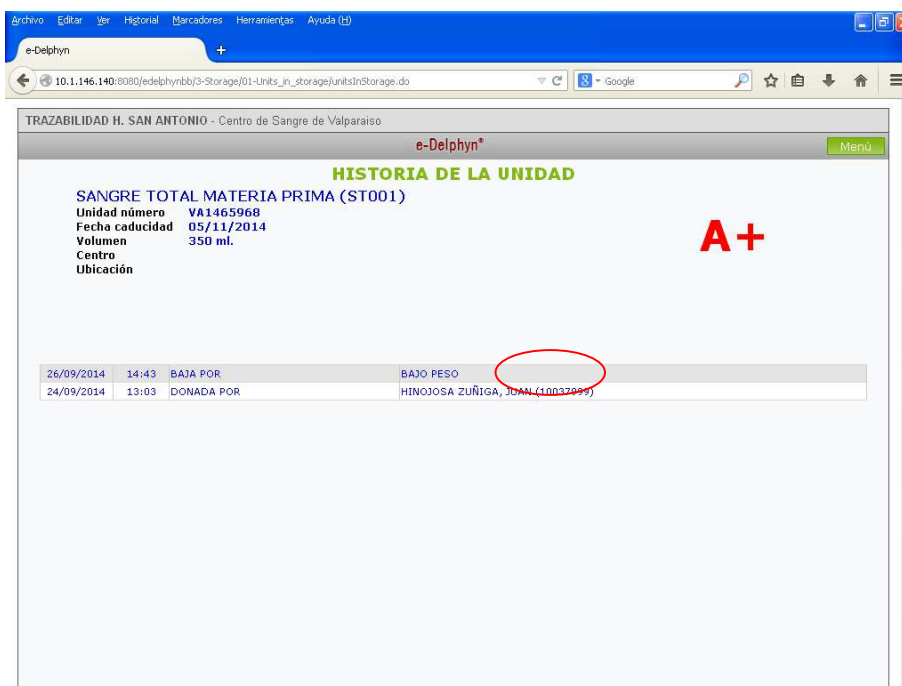 Archivo Editar Ver Historial Marcadores Herramientas Ayuda (H)
e-Delphyn
10.1.146.140:8080/edelphynbb/3-Storage/01-Units_in_storage/unitsInStorage.do
Google
TRAZABILIDAD H. SAN ANTONIO - Centro de Sangre de Valparaiso
e-Delphyn®
Menú
HISTORIA DE LA UNIDAD
SANGRE TOTAL MATERIA PRIMA (ST001)
Unidad número VA1465968
Fecha caducidad 05/11/2014
A+
Volumen 350 ml.
Centro
Ubicación
26/09/2014 14:43 BAJA POR BAJO PESO
24/09/2014 13:03 DONADA POR HINOJOSA ZUÑIGA, JUAN (10037999)